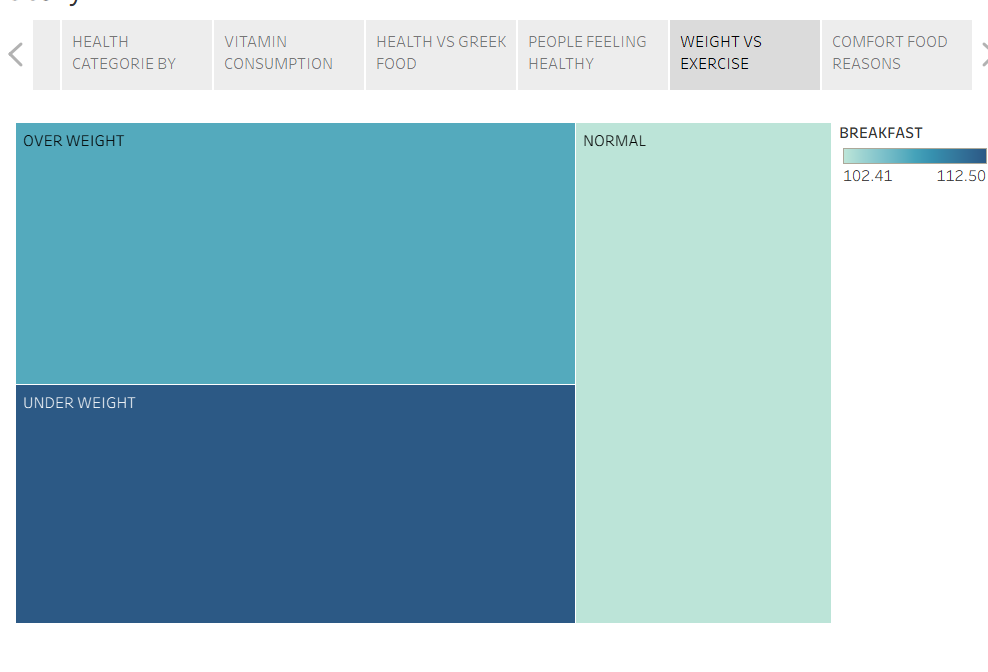 HEALTH
CATEGORIE BY
VITAMIN
CONSUMPTION
HEALTH VS GREEK
FOOD
PEOPLE FEELING
HEALTHY
WEIGHT VS
EXERCISE
COMFORT FOOD
REASONS
OVER WEIGHT
NORMAL
BREAKFAST
102.41 112.50
UNDER WEIGHT